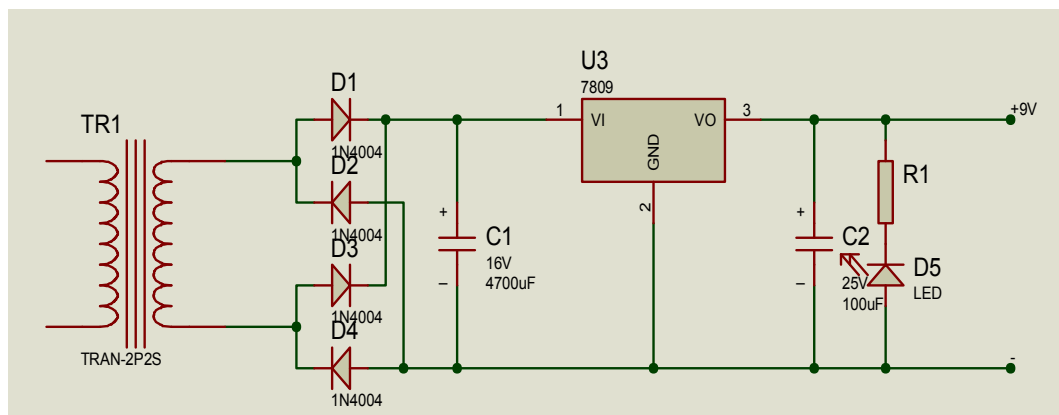 TR1
TRAN-2P2S
D1
1N4004
D2
1N4004
D3
1N4004
D4
1N4004
+
C1
16V
4700uF
−
U3
7809
1
VI
VO
3
GND
2
+
C2
25V
100uF
−
R1
D5
LED
+9V
-